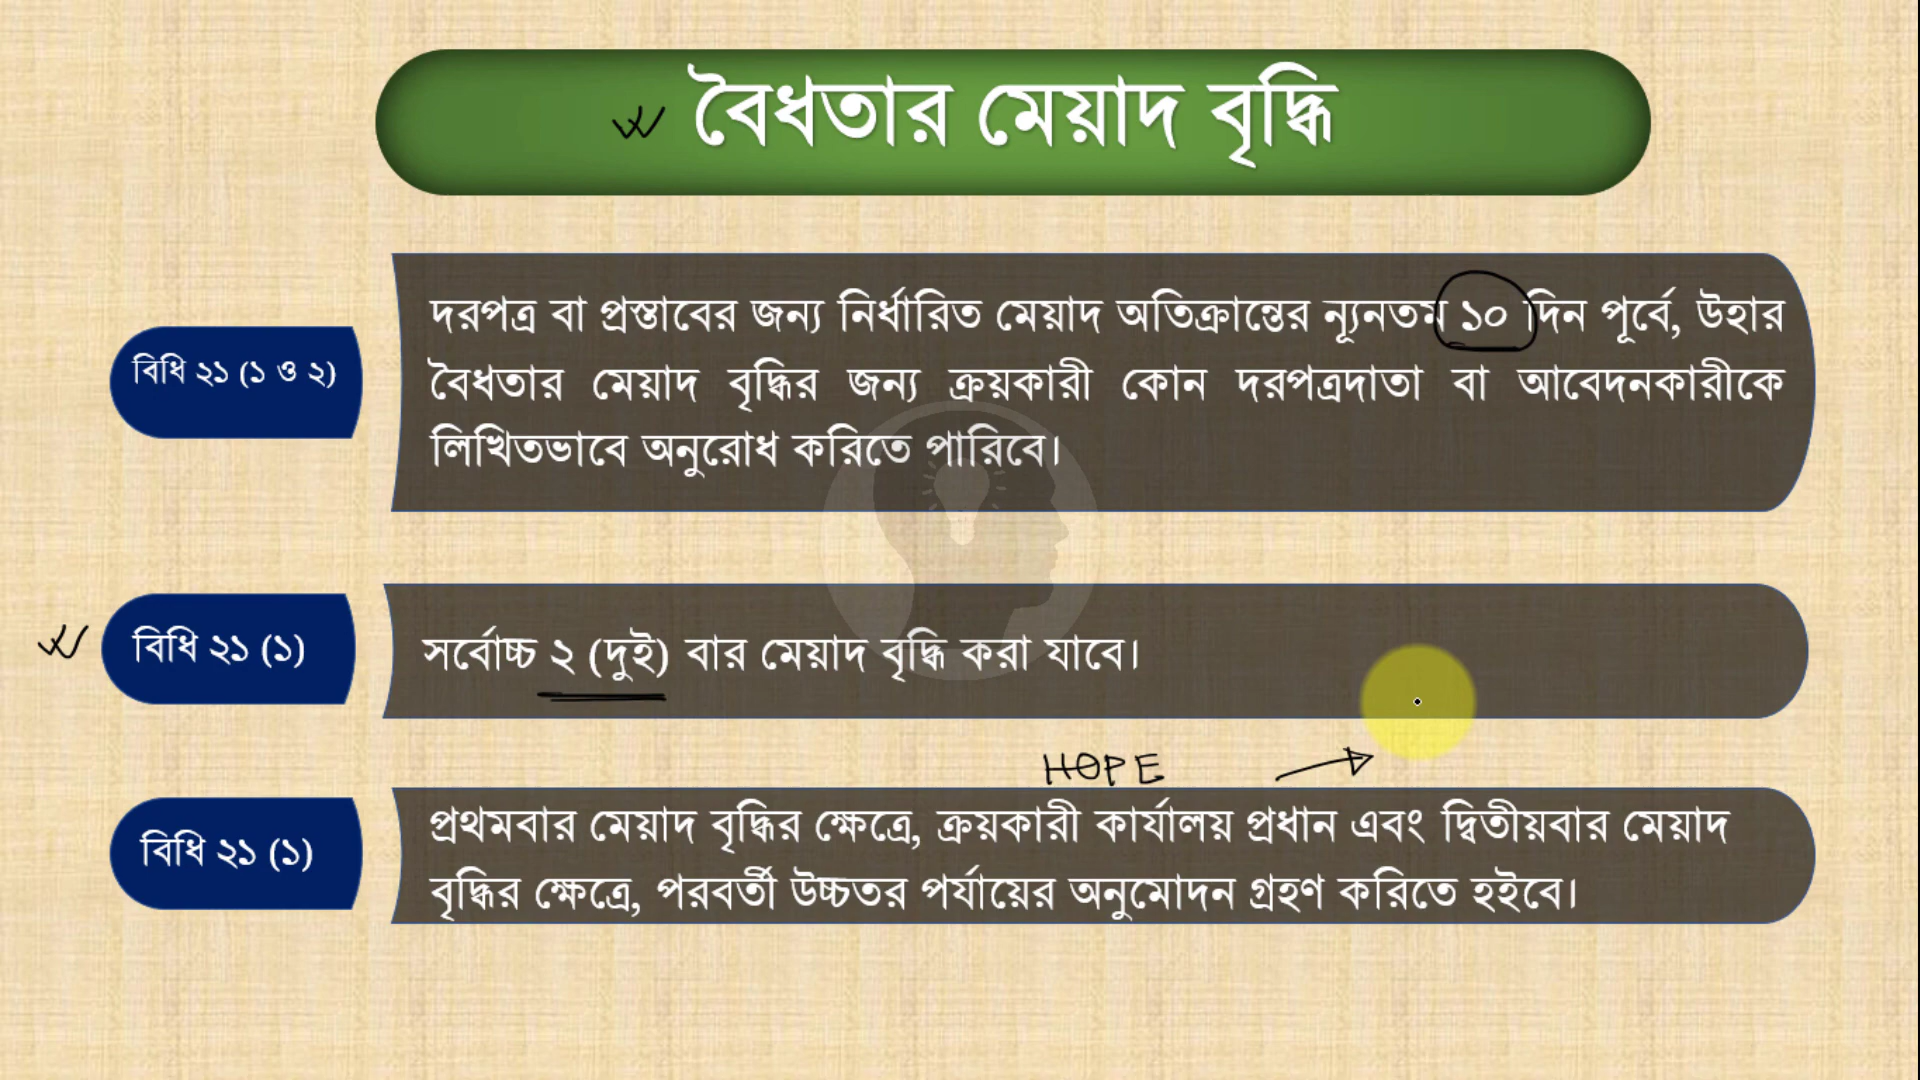 বৈধতার মেয়াদ বৃদ্ধি
বিধি ২১ (১ ও ২)
দরপত্র বা প্রস্তাবের জন্য নির্ধারিত মেয়াদ অতিক্রান্তের ন্যূনতম ১০ দিন পূর্বে, উহার
বৈধতার মেয়াদ বৃদ্ধির জন্য ক্রয়কারী কোন দরপত্রদাতা বা আবেদনকারীকে
লিখিতভাবে অনুরোধ করিতে পারিবে।
বিধি ২১ (১)
সর্বোচ্চ ২ (দুই) বার মেয়াদ বৃদ্ধি করা যাবে।
HOPE
বিধি ২১ (১)
প্রথমবার মেয়াদ বৃদ্ধির ক্ষেত্রে, ক্রয়কারী কার্যালয় প্রধান এবং দ্বিতীয়বার মেয়াদ
বৃদ্ধির ক্ষেত্রে, পরবর্তী উচ্চতর পর্যায়ের অনুমোদন গ্রহণ করিতে হইবে।